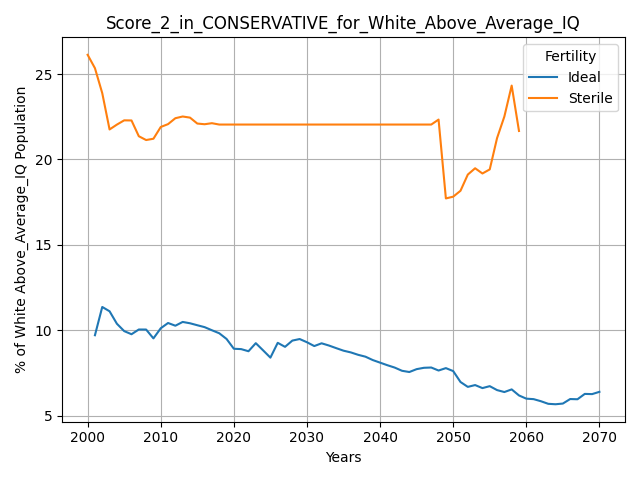 Score_2_in_CONSERVATIVE_for_White_Above_Average_IQ
% of White Above_Average_IQ Population
25
20
15
10
5
Fertility
Ideal
Sterile
2000 2010 2020 2030 2040 2050 2060 2070
Years